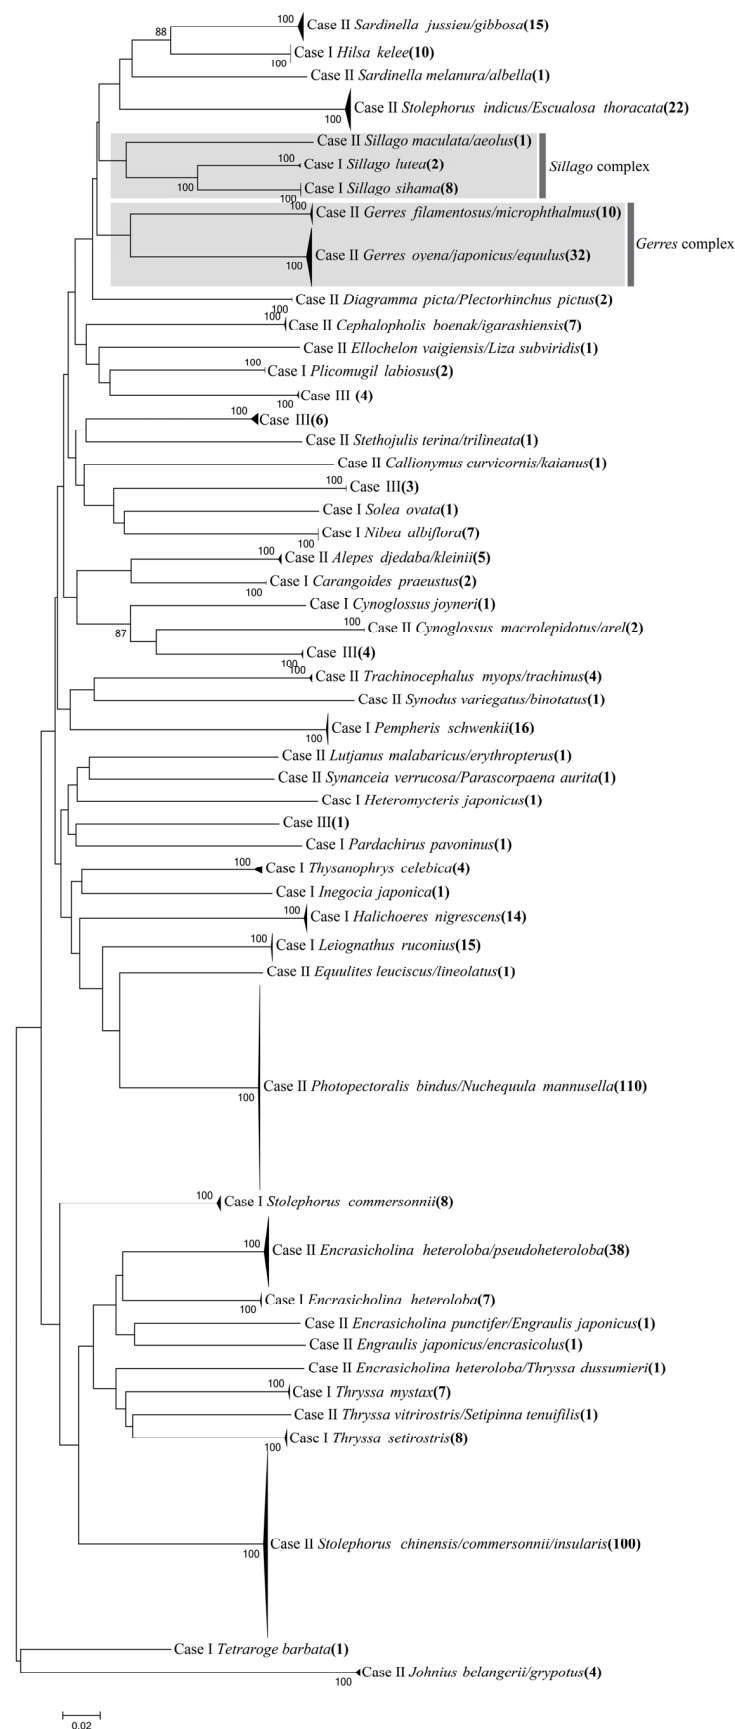 100 Case II Sardinella jussieu/gibbosa(15)
88
Case I Hilsa kelee(10)
100
Case II Sardinella melanura/albella(1)
Case II Stolephorus indicus/Escualosa thoracata(22)
100
Case II Sillago maculata/aeolus(1)
100 Case I Sillago lutea(2)
Sillago complex
100
Case I Sillago sihama(8)
100
100 Case II Gerres filamentosus/microphthalmus(10)
Gerres complex
Case II Gerres oyena/japonicus/equulus(32)
100
Case II Diagramma picta/Plectorhinchus pictus(2)
100
100 Case II Cephalopholis boenak/igarashiensis(7)
Case II Ellochelon vaigiensis/Liza subviridis(1)
100 Case I Plicomugil labiosus(2)
Case III (4)
100
100 Case III(6)
Case II Stethojulis terina/trilineata(1)
Case II Callionymus curvicornis/kaianus(1)
100 Case III(3)
Case I Solea ovata(1)
Case I Nibea albiflora(7)
100
100 Case II Alepes djedaba/kleinii(5)
Case I Carangoides praeustus(2)
100
Case I Cynoglossus joyneri(1)
87
100 Case II Cynoglossus macrolepidotus/arel(2)
Case III(4)
100
100 Case II Trachinocephalus myops/trachinus(4)
Case II Synodus variegatus/binotatus(1)
Case I Pempheris schwenkii(16)
100
Case II Lutjanus malabaricus/erythropterus(1)
Case II Synanceia verrucosa/Parascorpaena aurita(1)
Case I Heteromycteris japonicus(1)
Case III(1)
Case I Pardachirus pavoninus(1)
100 Case I Thysanophrys celebica(4)
Case I Inegocia japonica(1)
100 Case I Halichoeres nigrescens(14)
100 Case I Leiognathus ruconius(15)
Case II Equulites leuciscus/lineolatus(1)
Case II Photopectoralis bindus/Nuchequula mannusella(110)
100
100 Case I Stolephorus commersonnii(8)
100 Case II Encrasicholina heteroloba/pseudoheteroloba(38)
Case I Encrasicholina heteroloba(7)
100
Case II Encrasicholina punctifer/Engraulis japonicus(1)
Case II Engraulis japonicus/encrasicolus(1)
Case II Encrasicholina heteroloba/Thryssa dussumieri(1)
100 Case I Thryssa mystax(7)
Case II Thryssa vitrirostris/Setipinna tenuifilis(1)
Case I Thryssa setirostris(8)
100
Case II Stolephorus chinensis/commersonnii/insularis(100)
100
Case I Tetraroge barbata(1)
Case II Johnius belangerii/grypotus(4)
100
0.02